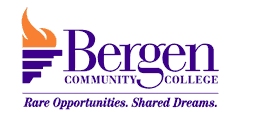 Bergen
COMMUNITY COLLEGE
Rare Opportunities. Shared Dreams.